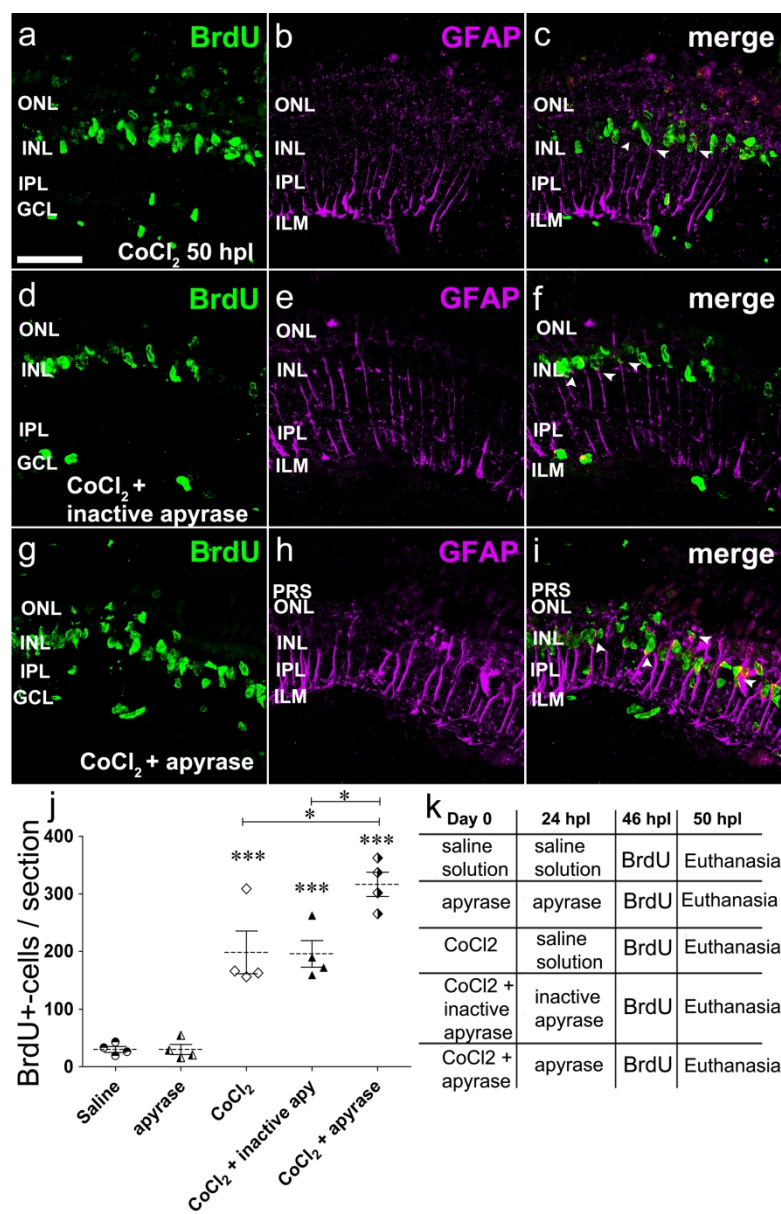 a BrdU
b GFAP
c merge
ONL
INL
IPL
GCL
CoCl₂ 50 hpl
ONL
INL
IPL
ILM
ONL
INL
IPL
ILM
d BrdU
e GFAP
f merge
ONL
INL
IPL
GCL
CoCl₂ +
inactive apyrase
ONL
INL
IPL
ILM
ONL
INL
IPL
ILM
g BrdU
h GFAP
i merge
ONL
INL
IPL
GCL
CoCl₂ + apyrase
PRS
ONL
INL
IPL
ILM
PRS
ONL
INL
IPL
ILM
j
BrdU+-cells / section
400
300
200
100
0
*
*
***
***
***
Saline
apyrase
CoCl₂
CoCl₂ + inactive apy
CoCl₂ + apyrase
k
Day 0 24 hpl 46 hpl 50 hpl
saline solution saline solution BrdU Euthanasia
apyrase apyrase BrdU Euthanasia
CoCl2 saline solution BrdU Euthanasia
CoCl2 + inactive apyrase inactive apyrase BrdU Euthanasia
CoCl2 + apyrase apyrase BrdU Euthanasia